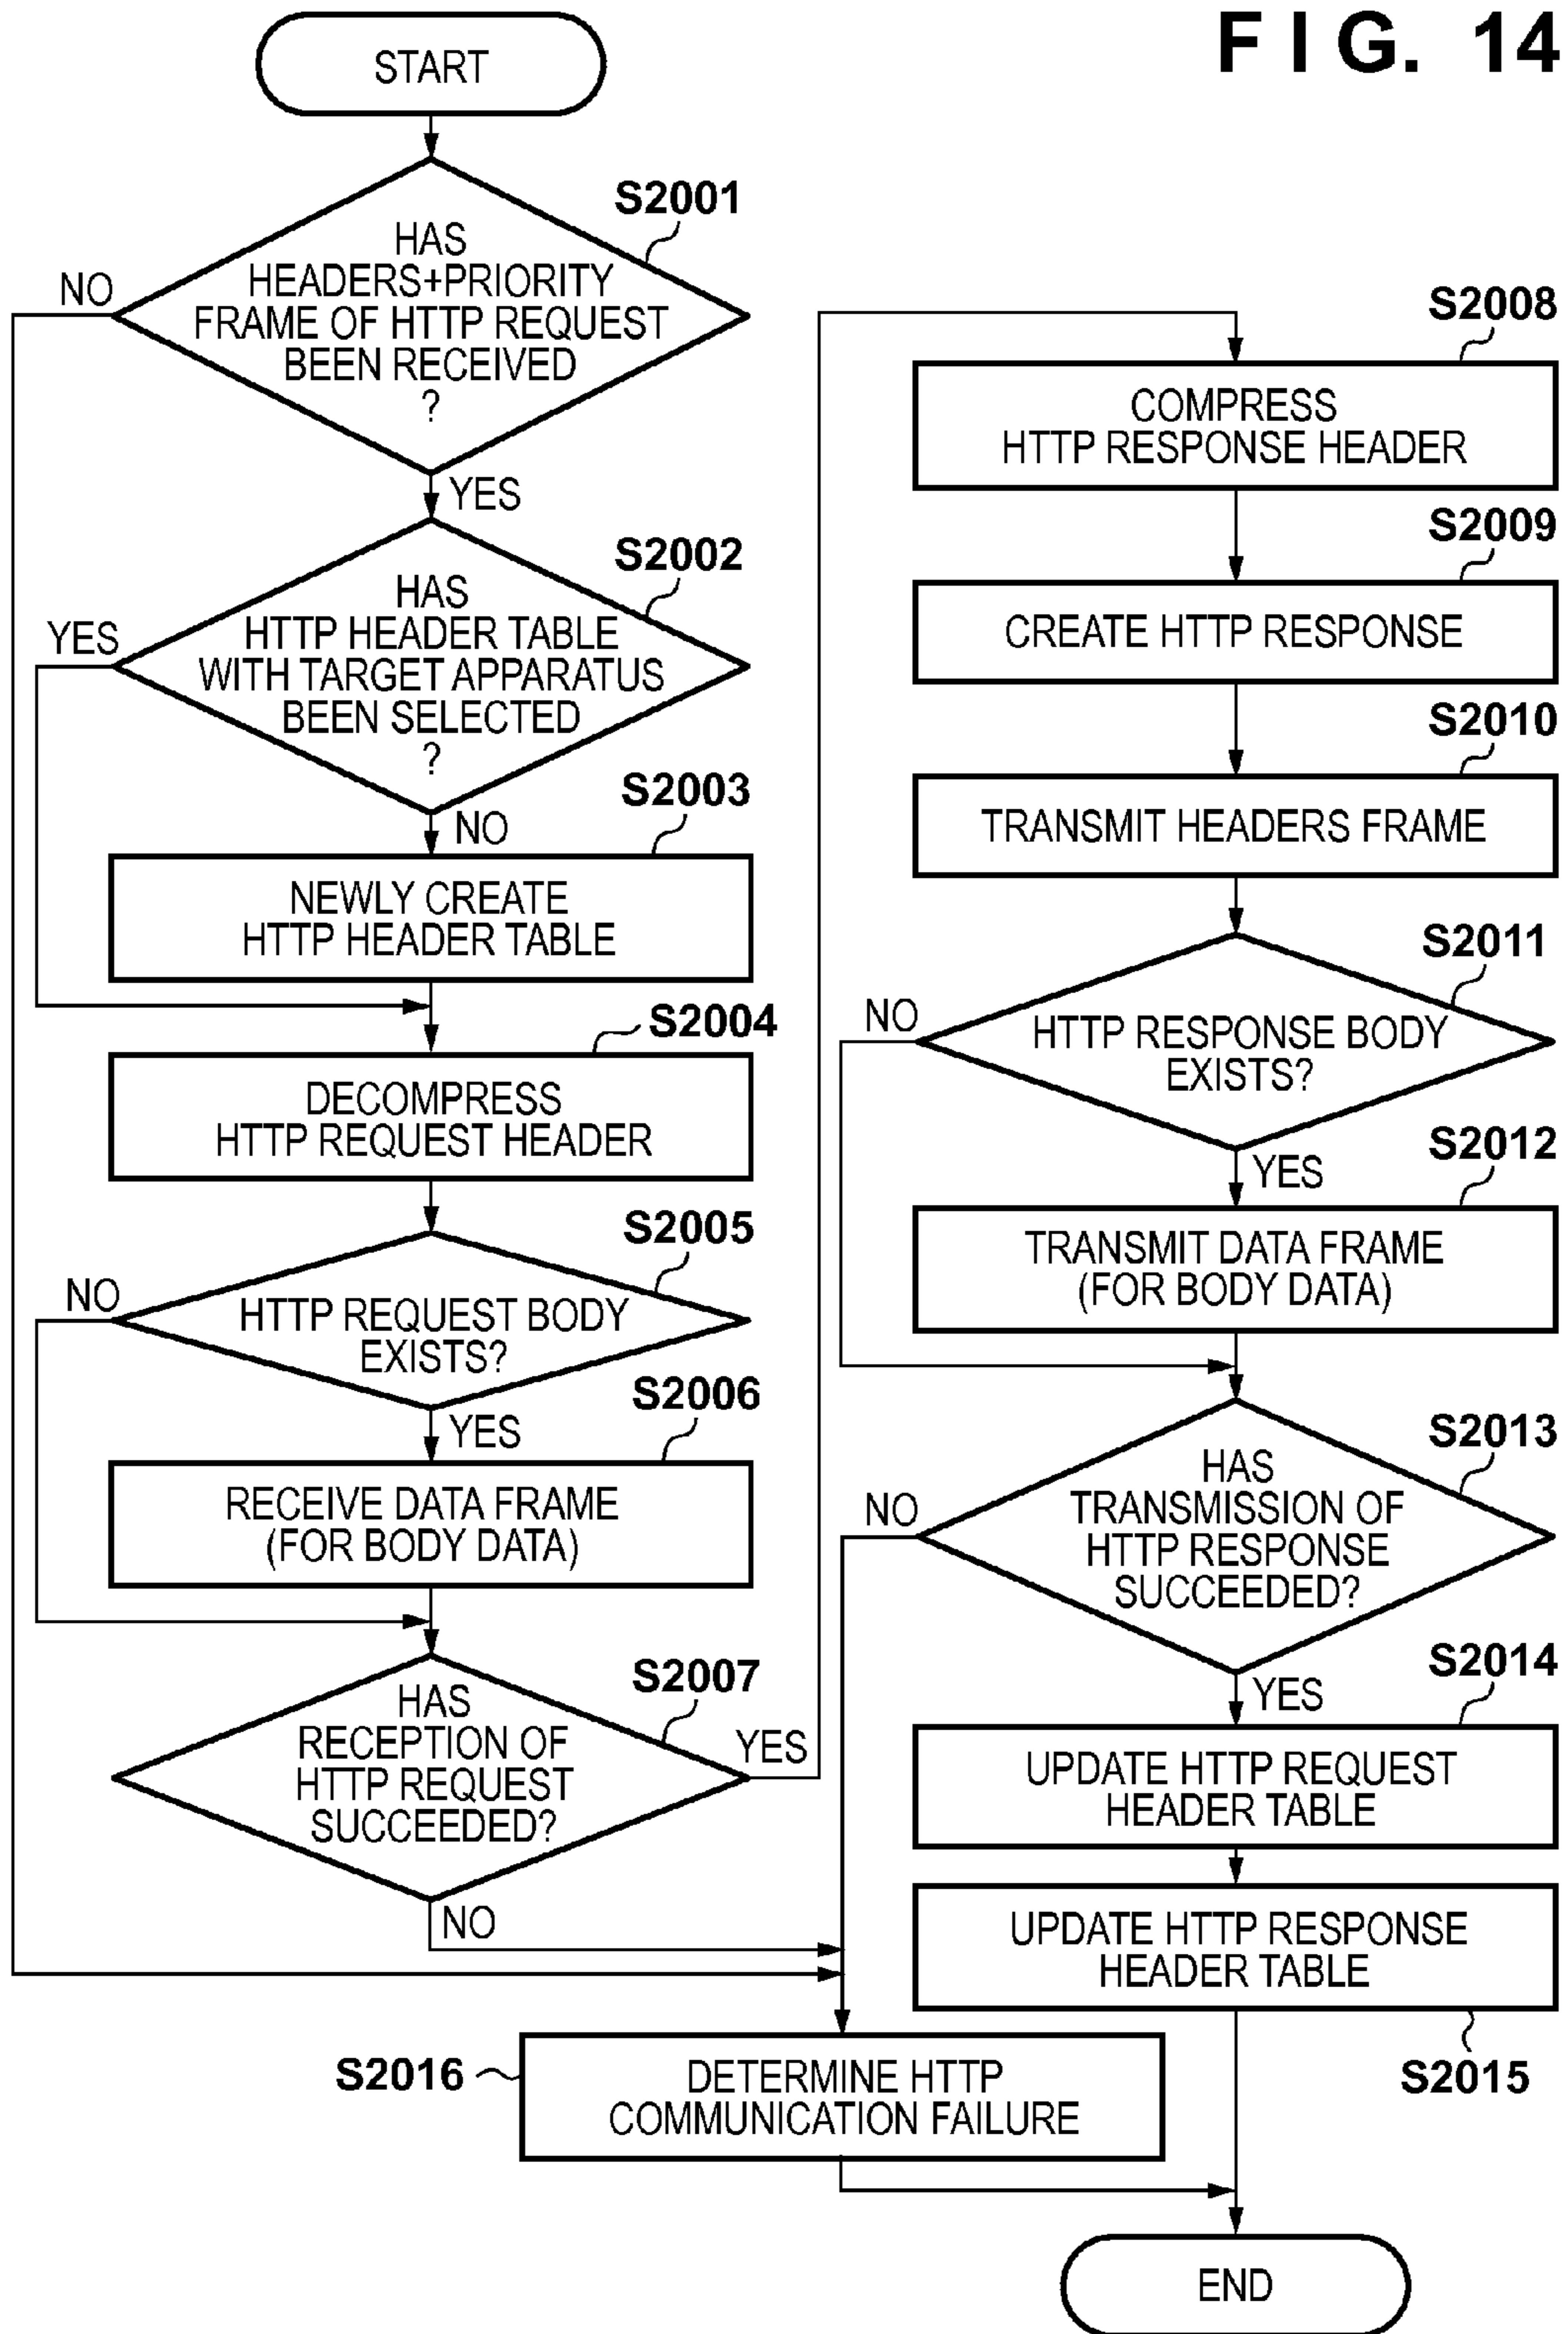 FIG. 14
START
S2001
HAS
HEADERS+PRIORITY
FRAME OF HTTP REQUEST
BEEN RECEIVED
?
NO
YES
S2002
HAS
HTTP HEADER TABLE
WITH TARGET APPARATUS
BEEN SELECTED
?
YES
NO
S2003
NEWLY CREATE
HTTP HEADER TABLE
S2004
DECOMPRESS
HTTP REQUEST HEADER
S2005
HTTP REQUEST BODY
EXISTS?
NO
YES
S2006
RECEIVE DATA FRAME
(FOR BODY DATA)
S2007
HAS
RECEPTION OF
HTTP REQUEST
SUCCEEDED?
YES
NO
S2008
COMPRESS
HTTP RESPONSE HEADER
S2009
CREATE HTTP RESPONSE
S2010
TRANSMIT HEADERS FRAME
S2011
HTTP RESPONSE BODY
EXISTS?
NO
YES
S2012
TRANSMIT DATA FRAME
(FOR BODY DATA)
S2013
HAS
TRANSMISSION OF
HTTP RESPONSE
SUCCEEDED?
NO
YES
S2014
UPDATE HTTP REQUEST
HEADER TABLE
UPDATE HTTP RESPONSE
HEADER TABLE
S2015
S2016
DETERMINE HTTP
COMMUNICATION FAILURE
END